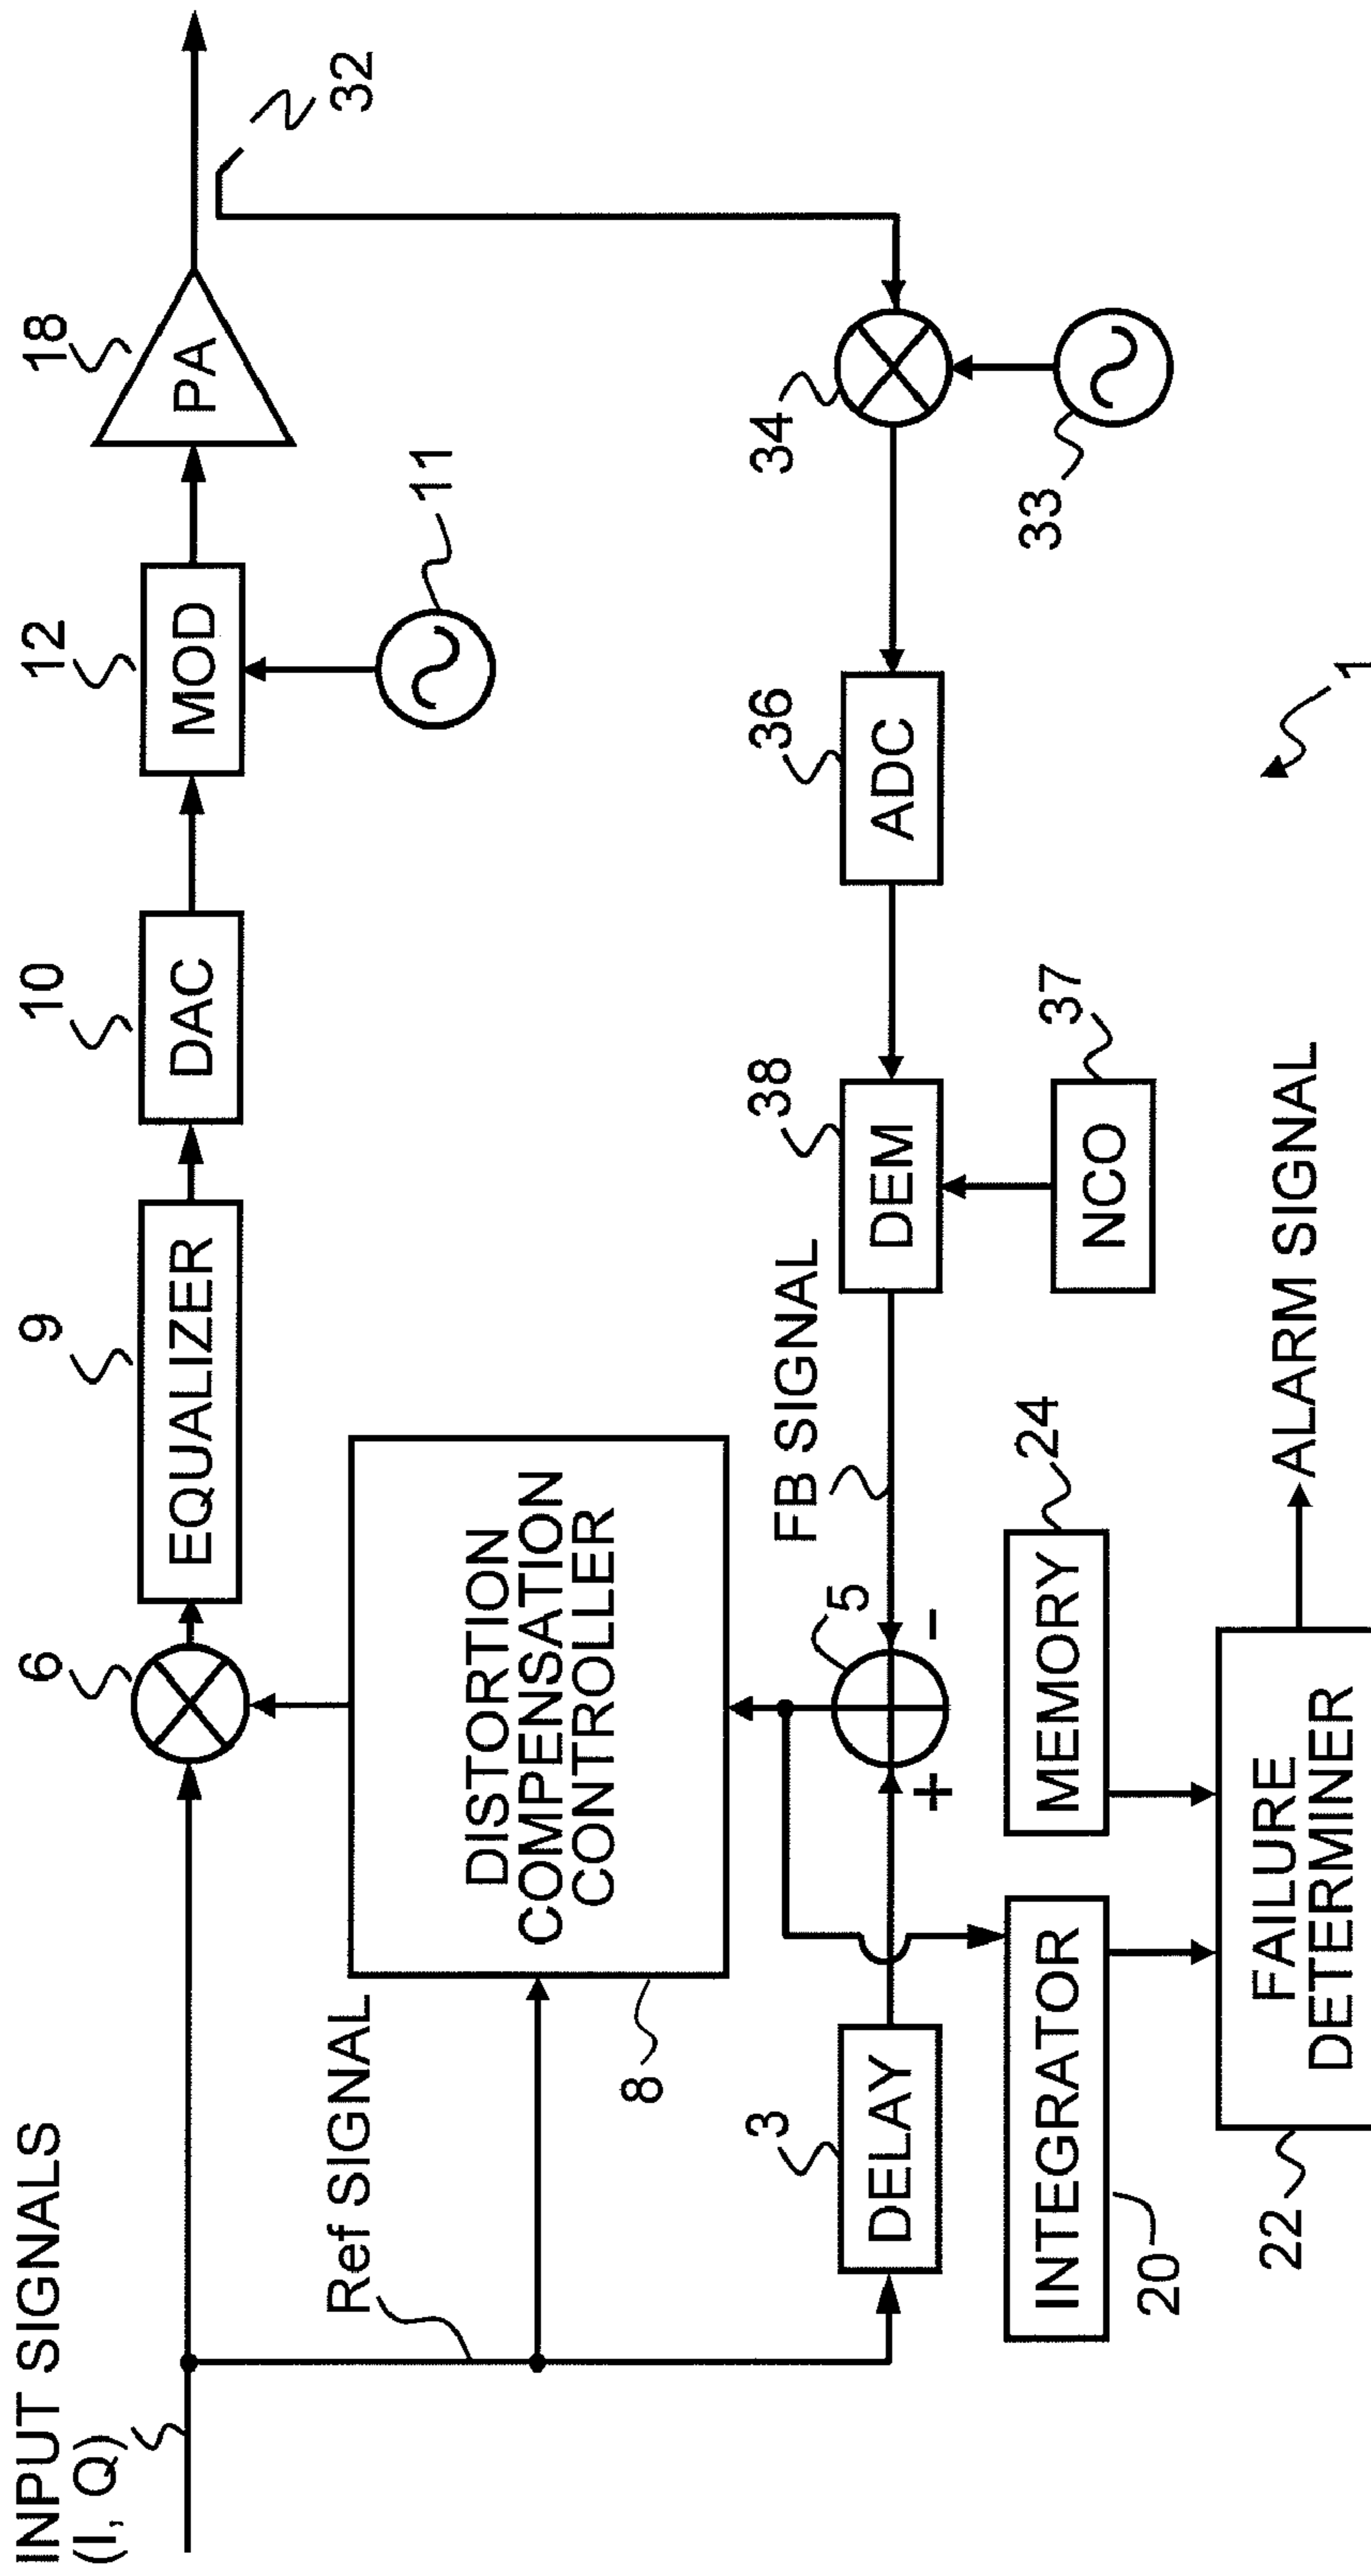 INPUT SIGNALS
(I, Q)
6
9
EQUALIZER
10
DAC
12
MOD
18
PA
11
32
Ref SIGNAL
DISTORTION
COMPENSATION
CONTROLLER
8
3
DELAY
+
5
−
FB SIGNAL
38
DEM
36
ADC
34
33
37
NCO
INTEGRATOR
20
MEMORY
24
FAILURE
DETERMINER
22
ALARM SIGNAL
1